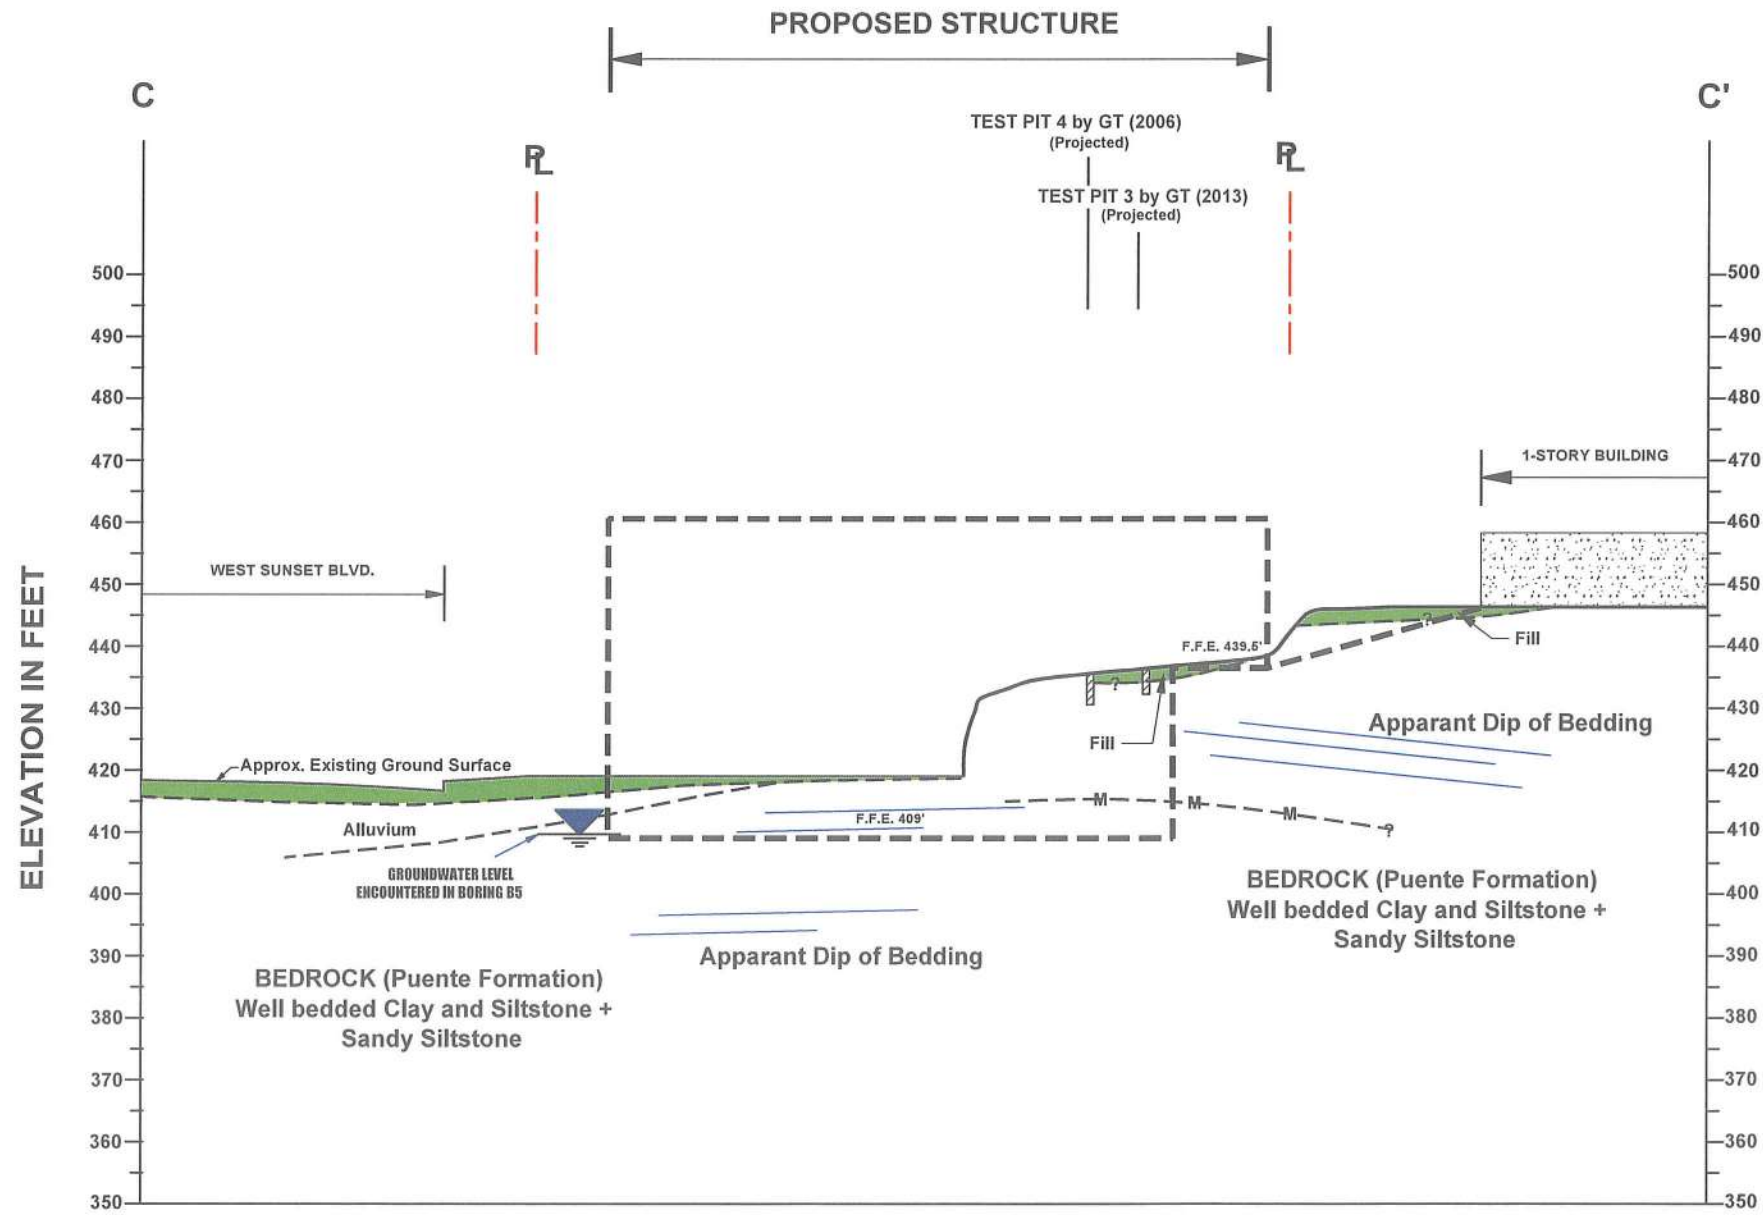 PROPOSED STRUCTURE
C
C'
TEST PIT 4 by GT (2006)
(Projected)
PL
PL
TEST PIT 3 by GT (2013)
(Projected)
500
500
490
490
480
480
470
1-STORY BUILDING
470
460
460
WEST SUNSET BLVD.
450
450
440
F.F.E. 439.5'
?
Fill
440
?
430
Fill
Apparant Dip of Bedding
430
420
Approx. Existing Ground Surface
420
M
M
M
?
410
Alluvium
F.F.E. 409'
410
GROUNDWATER LEVEL
ENCOUNTERED IN BORING B5
BEDROCK (Puente Formation)
Well bedded Clay and Siltstone +
Sandy Siltstone
400
400
390
Apparant Dip of Bedding
390
BEDROCK (Puente Formation)
Well bedded Clay and Siltstone +
Sandy Siltstone
380
380
370
370
360
360
350
350
ELEVATION IN FEET